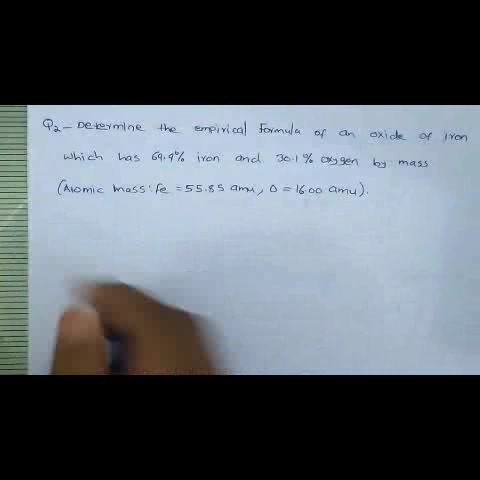 Q2 - Determine the empirical formula of an oxide of iron
which has 69.9% iron and 30.1% oxygen by mass
(Atomic mass: Fe = 55.85 amu, O = 16.00 amu).